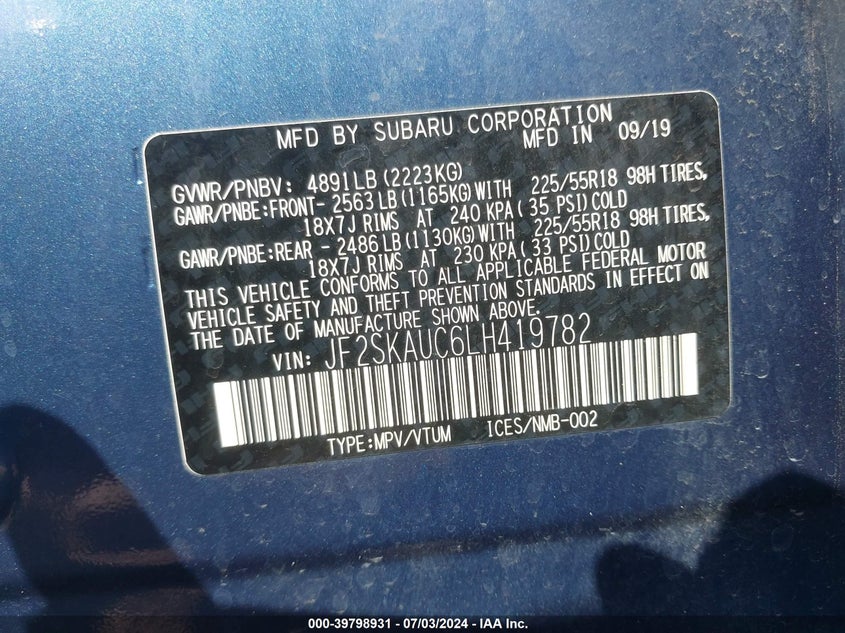 MFD BY SUBARU CORPORATION
MFD IN 09/19
GVWR/PNBV: 4891LB (2223KG)
GAWR/PNBE:FRONT- 2563LB (1165KG) WITH 225/55R18 98H TIRES,
18X7J RIMS AT 240 KPA ( 35 PSI) COLD
GAWR/PNBE:REAR - 2486LB (1130KG) WITH 225/55R18 98H TIRES,
18X7J RIMS AT 230 KPA ( 33 PSI) COLD
THIS VEHICLE CONFORMS TO ALL APPLICABLE FEDERAL MOTOR
VEHICLE SAFETY AND THEFT PREVENTION STANDARDS IN EFFECT ON
THE DATE OF MANUFACTURE SHOWN ABOVE.
VIN: JF2SKAUC6LH419782
TYPE:MPV/VTUM ICES/NMB-002
000-39798931 - 07/03/2024 - IAA Inc.